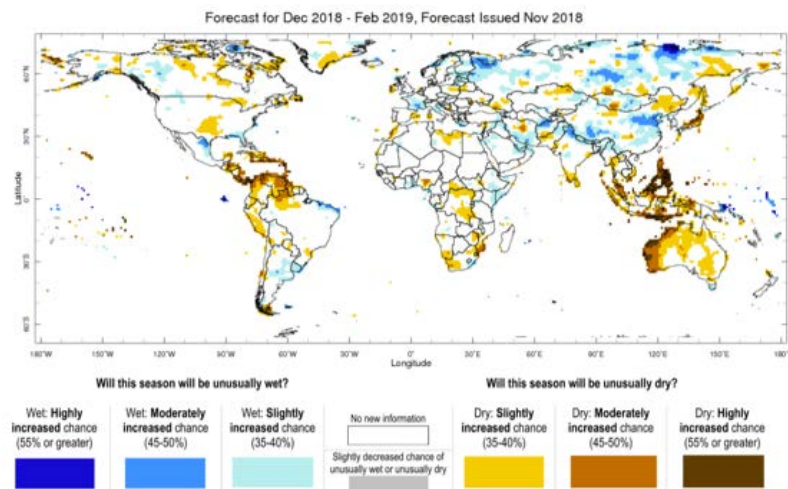 Forecast for Dec 2018 - Feb 2019, Forecast Issued Nov 2018
Latitude
60°N
30°N
0°
30°S
60°S
180°W
150°W
120°W
90°W
60°W
30°W
0°
30°E
60°E
90°E
120°E
150°E
180°E
Longitude
Will this season will be unusually wet?
Will this season will be unusually dry?
Wet: Highly
increased chance
(55% or greater)
Wet: Moderately
increased chance
(45-50%)
Wet: Slightly
increased chance
(35-40%)
No new information
Slightly decreased chance of
unusually wet or unusually dry
Dry: Slightly
increased chance
(35-40%)
Dry: Moderately
increased chance
(45-50%)
Dry: Highly
increased chance
(55% or greater)